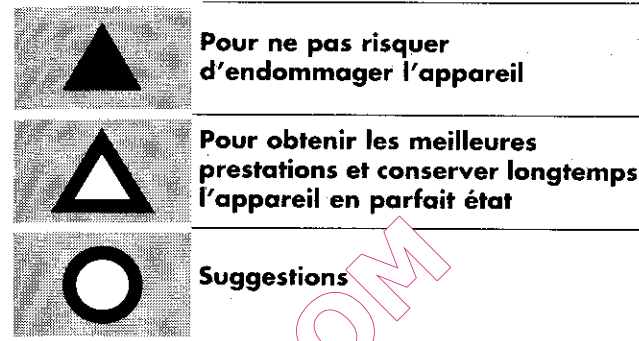 Pour ne pas risquer
d'endommager l'appareil
Pour obtenir les meilleures
prestations et conserver longtemps
l'appareil en parfait état
Suggestions
OM